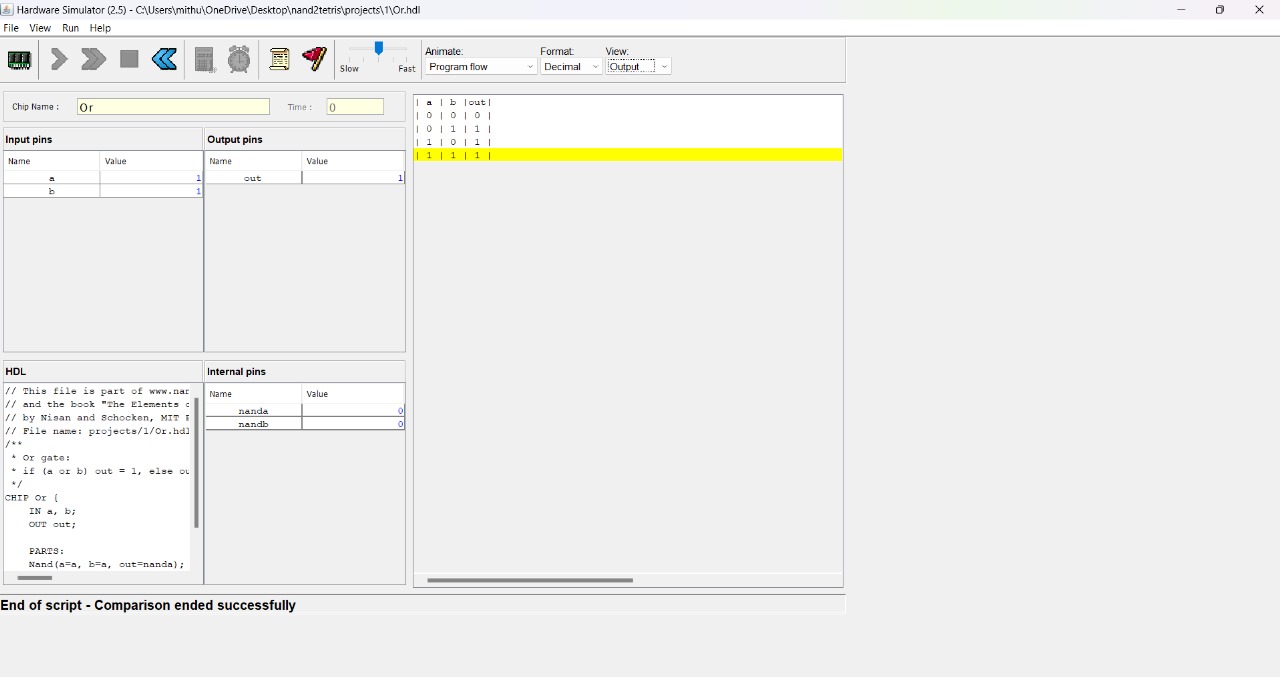 Hardware Simulator (2.5) - C:\Users\mithu\OneDrive\Desktop\nand2tetris\projects\1\Or.hdl
File View Run Help
Slow Fast
Animate: Format: View:
Program flow Decimal Output
Chip Name : Or Time : 0
Input pins
Name Value
a 1
b 1
Output pins
Name Value
out 1
HDL
// This file is part of www.nan
// and the book "The Elements
// by Nisan and Schocken, MIT
// File name: projects/1/Or.hdl
/**
* Or gate:
* if (a or b) out = 1, else ou
*/
CHIP Or {
IN a, b;
OUT out;
PARTS:
Nand(a=a, b=a, out=nanda);
Internal pins
Name Value
nanda 0
nandb 0
| a | b |out|
| 0 | 0 | 0 |
| 0 | 1 | 1 |
| 1 | 0 | 1 |
| 1 | 1 | 1 |
End of script - Comparison ended successfully